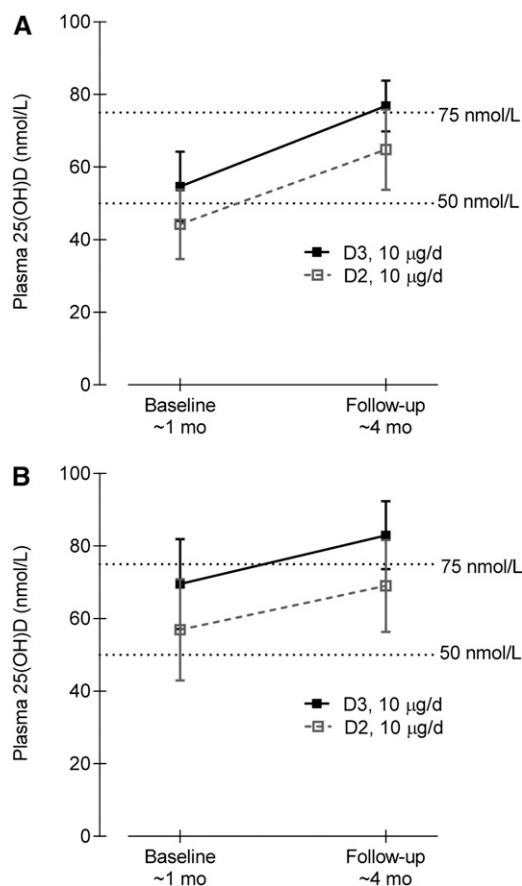 A
Plasma 25(OH)D (nmol/L)
100
80
60
40
20
0
75 nmol/L
50 nmol/L
D3, 10 μg/d
D2, 10 μg/d
Baseline
~1 mo
Follow-up
~4 mo
B
Plasma 25(OH)D (nmol/L)
100
80
60
40
20
0
75 nmol/L
50 nmol/L
D3, 10 μg/d
D2, 10 μg/d
Baseline
~1 mo
Follow-up
~4 mo